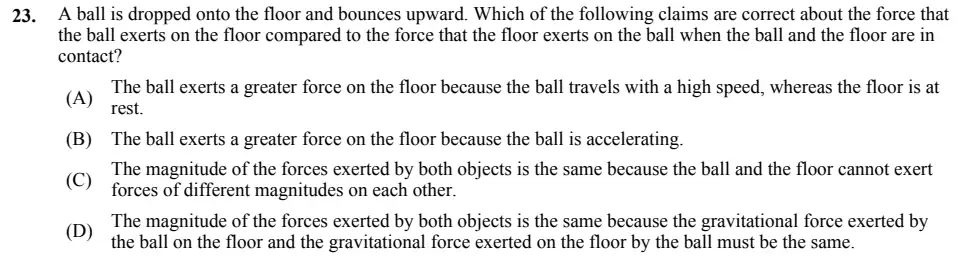 23. A ball is dropped onto the floor and bounces upward. Which of the following claims are correct about the force that
the ball exerts on the floor compared to the force that the floor exerts on the ball when the ball and the floor are in
contact?
(A) The ball exerts a greater force on the floor because the ball travels with a high speed, whereas the floor is at
rest.
(B) The ball exerts a greater force on the floor because the ball is accelerating.
(C) The magnitude of the forces exerted by both objects is the same because the ball and the floor cannot exert
forces of different magnitudes on each other.
(D) The magnitude of the forces exerted by both objects is the same because the gravitational force exerted by
the ball on the floor and the gravitational force exerted on the floor by the ball must be the same.